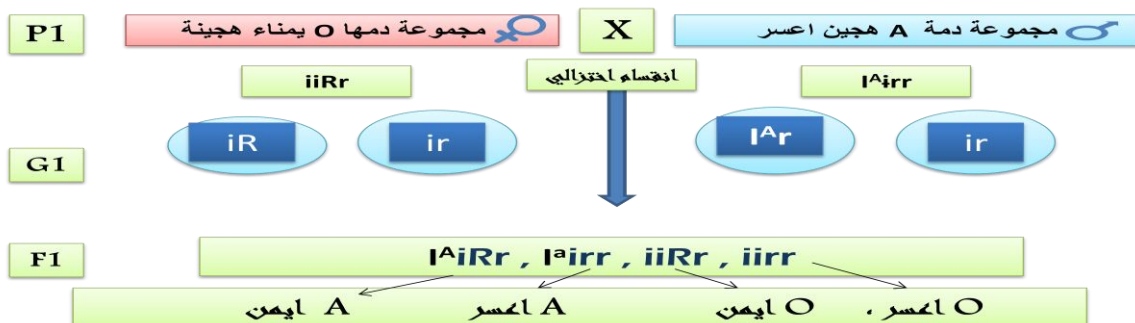 P1
مجموعة دمها O يمناء هجينة
X
مجموعة دمة A هجين اعسر
iiRr
انقسام اختزالي
Iᴬirr
iR
ir
Iᴬr
ir
G1
F1
IᴬiRr , Iᵃirr , iiRr , iirr
A ايمن
A اعسر
O ايمن
O اعسر ،